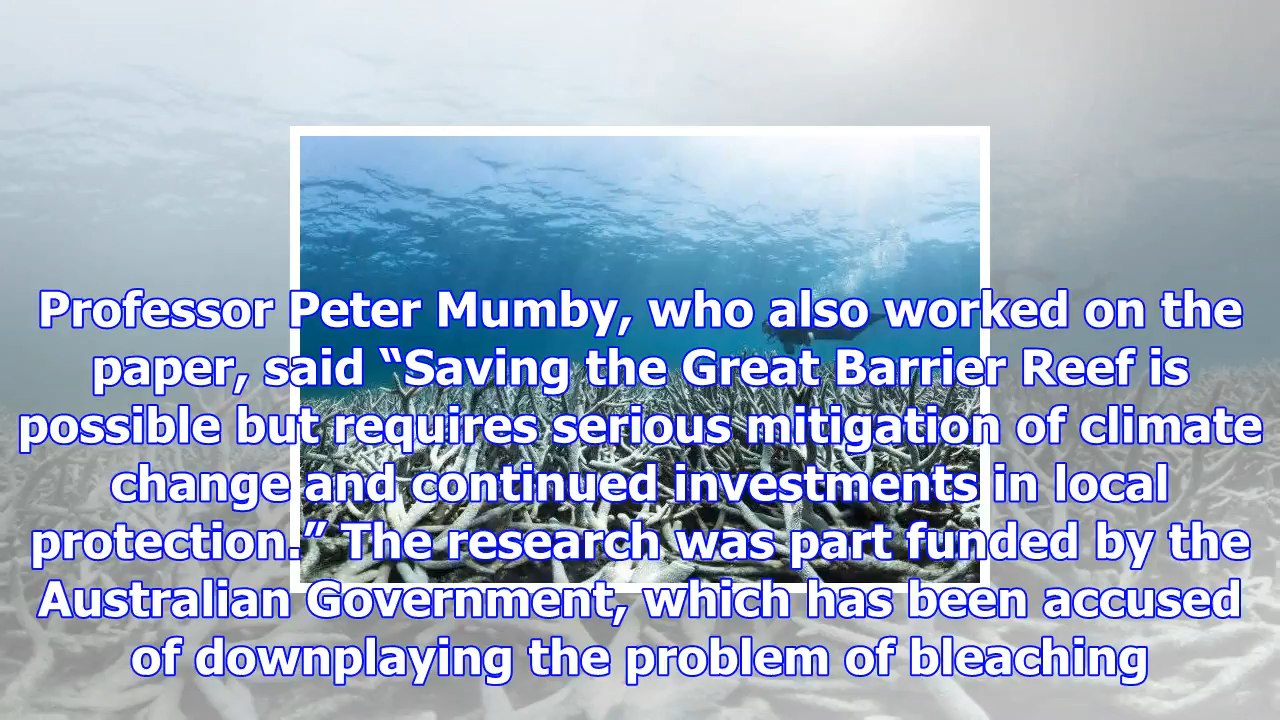 Professor Peter Mumby, who also worked on the
paper, said “Saving the Great Barrier Reef is
possible but requires serious mitigation of climate
change and continued investments in local
protection.” The research was part funded by the
Australian Government, which has been accused
of downplaying the problem of bleaching